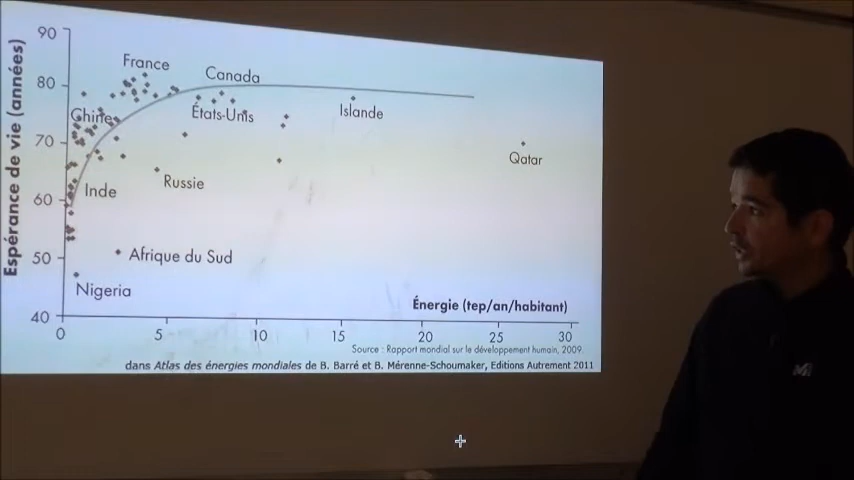 Espérance de vie (années)
90
80
70
60
50
40
France
Canada
Chine
États-Unis
Islande
Qatar
Inde
Russie
Afrique du Sud
Nigeria
Énergie (tep/an/habitant)
0 5 10 15 20 25 30
Source : Rapport mondial sur le développement humain, 2009.
dans Atlas des énergies mondiales de B. Barré et B. Mérenne-Schoumaker, Editions Autrement 2011
M